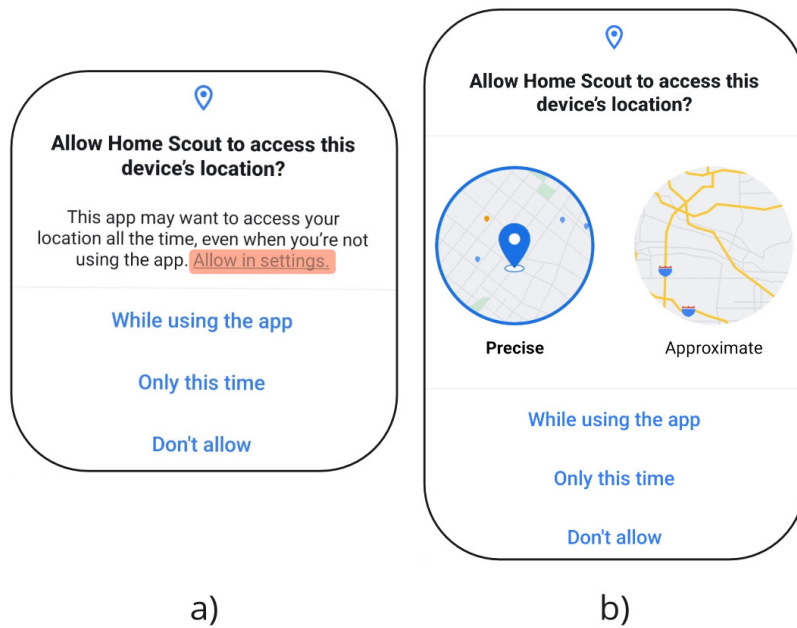 Allow Home Scout to access this
device's location?
This app may want to access your
location all the time, even when you're not
using the app. Allow in settings.
While using the app
Only this time
Don't allow
a)
Allow Home Scout to access this
device's location?
Precise
Approximate
While using the app
Only this time
Don't allow
b)